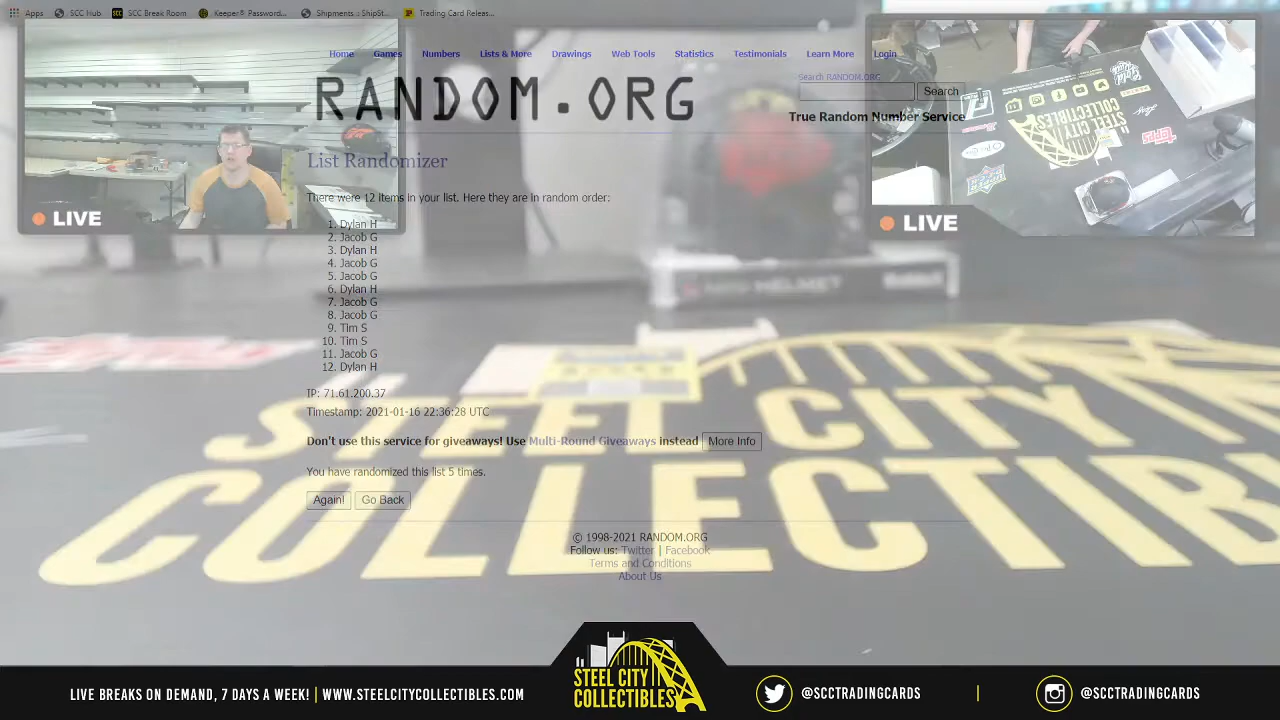 Apps SCC Hub SCC Break Room Keeper® Password... Shipments :: ShipSt... Trading Card Releas...
Home Games Numbers Lists & More Drawings Web Tools Statistics Testimonials Learn More Login
RANDOM.ORG
Search RANDOM.ORG
Search
True Random Number Service
List Randomizer
There were 12 items in your list. Here they are in random order:
1. Dylan H
2. Jacob G
3. Dylan H
4. Jacob G
5. Jacob G
6. Dylan H
7. Jacob G
8. Jacob G
9. Tim S
10. Tim S
11. Jacob G
12. Dylan H
IP: 71.61.200.37
Timestamp: 2021-01-16 22:36:28 UTC
Don't use this service for giveaways! Use Multi-Round Giveaways instead More Info
You have randomized this list 5 times.
Again! Go Back
© 1998-2021 RANDOM.ORG
Follow us: Twitter | Facebook
Terms and Conditions
About Us
LIVE
LIVE
STEEL CITY
COLLECTIBLES
MINI HELMET
STEEL CITY
COLLECTIB
LIVE BREAKS ON DEMAND, 7 DAYS A WEEK! | WWW.STEELCITYCOLLECTIBLES.COM
STEEL CITY
COLLECTIBLES
@SCCTRADINGCARDS | @SCCTRADINGCARDS